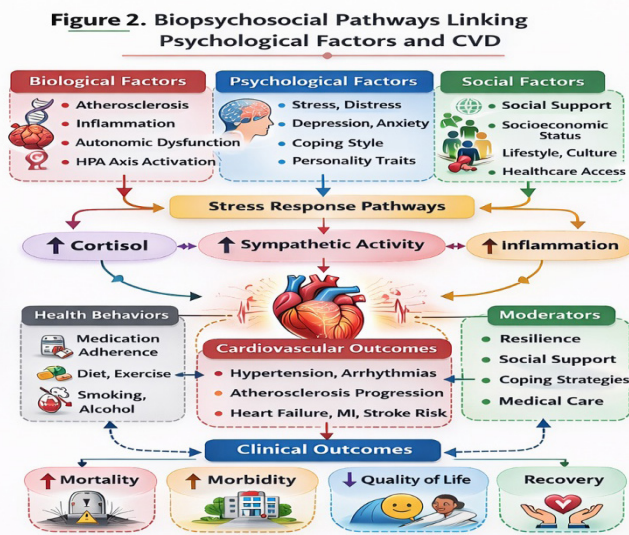 Figure 2. Biopsychosocial Pathways Linking
Psychological Factors and CVD
Biological Factors
• Atherosclerosis
• Inflammation
• Autonomic Dysfunction
• HPA Axis Activation
Psychological Factors
• Stress, Distress
• Depression, Anxiety
• Coping Style
• Personality Traits
Social Factors
• Social Support
• Socioeconomic
Status
Lifestyle, Culture
• Healthcare Access
Stress Response Pathways
↑ Cortisol
↑ Sympathetic Activity
↑ Inflammation
Health Behaviors
Medication
Adherence
Diet, Exercise
Smoking,
Alcohol
Cardiovascular Outcomes
• Hypertension, Arrhythmias
• Atherosclerosis Progression
• Heart Failure, MI, Stroke Risk
Moderators
• Resilience
• Social Support
• Coping Strategies
• Medical Care
Clinical Outcomes
↑ Mortality
↑ Morbidity
↓ Quality of Life
Recovery